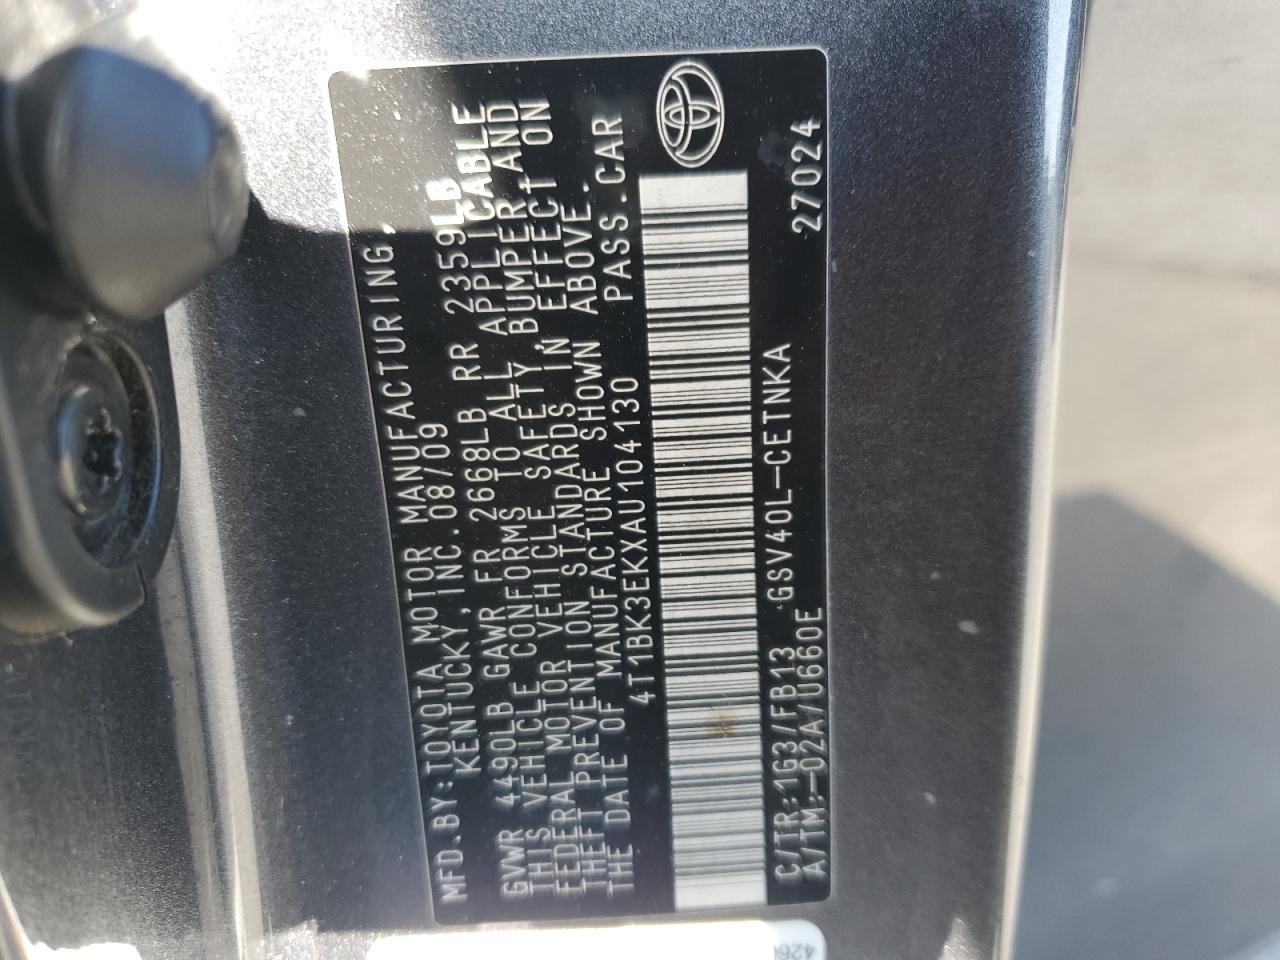 MFD.BY:TOYOTA MOTOR MANUFACTURING,
KENTUCKY,INC.08/09
GVWR 4490LB GAWR FR 2668LB RR 2359LB
THIS VEHICLE CONFORMS TO ALL APPLICABLE
FEDERAL MOTOR VEHICLE SAFETY, BUMPER, AND
THEFT PREVENTION STANDARDS IN EFFECT ON
THE DATE OF MANUFACTURE SHOWN ABOVE.
4T1BK3EKXAU104130 PASS.CAR
C/TR:1G3/FB13 GSV40L-CETNKA
A/TM:-02A/U660E
27024